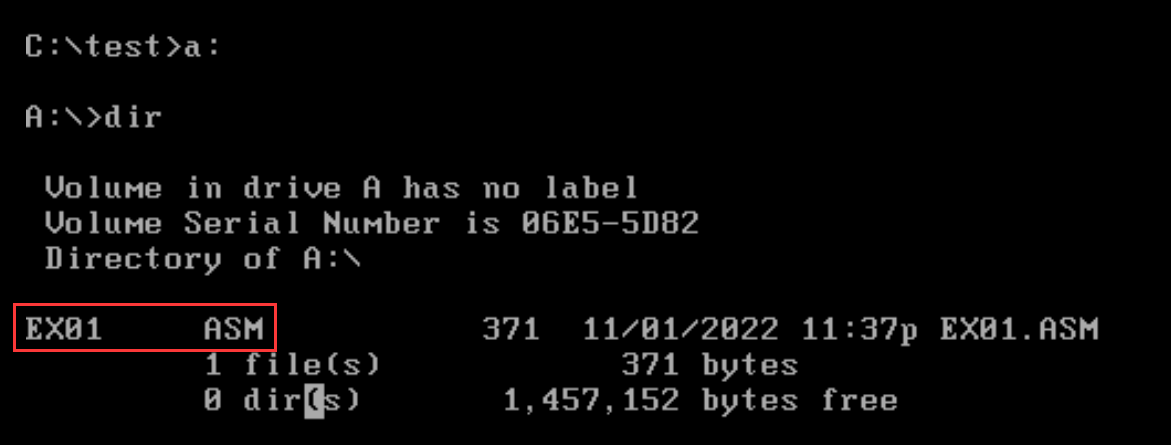 C:\test>a:
A:\>dir
Volume in drive A has no label
Volume Serial Number is 06E5-5D82
Directory of A:\
EX01 ASM 371 11/01/2022 11:37p EX01.ASM
1 file(s) 371 bytes
0 dir(s) 1,457,152 bytes free